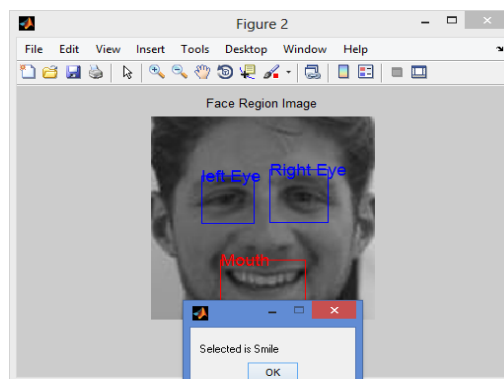 Figure 2
File Edit View Insert Tools Desktop Window Help
Face Region Image
left Eye Right Eye
Mouth
Selected is Smile
OK